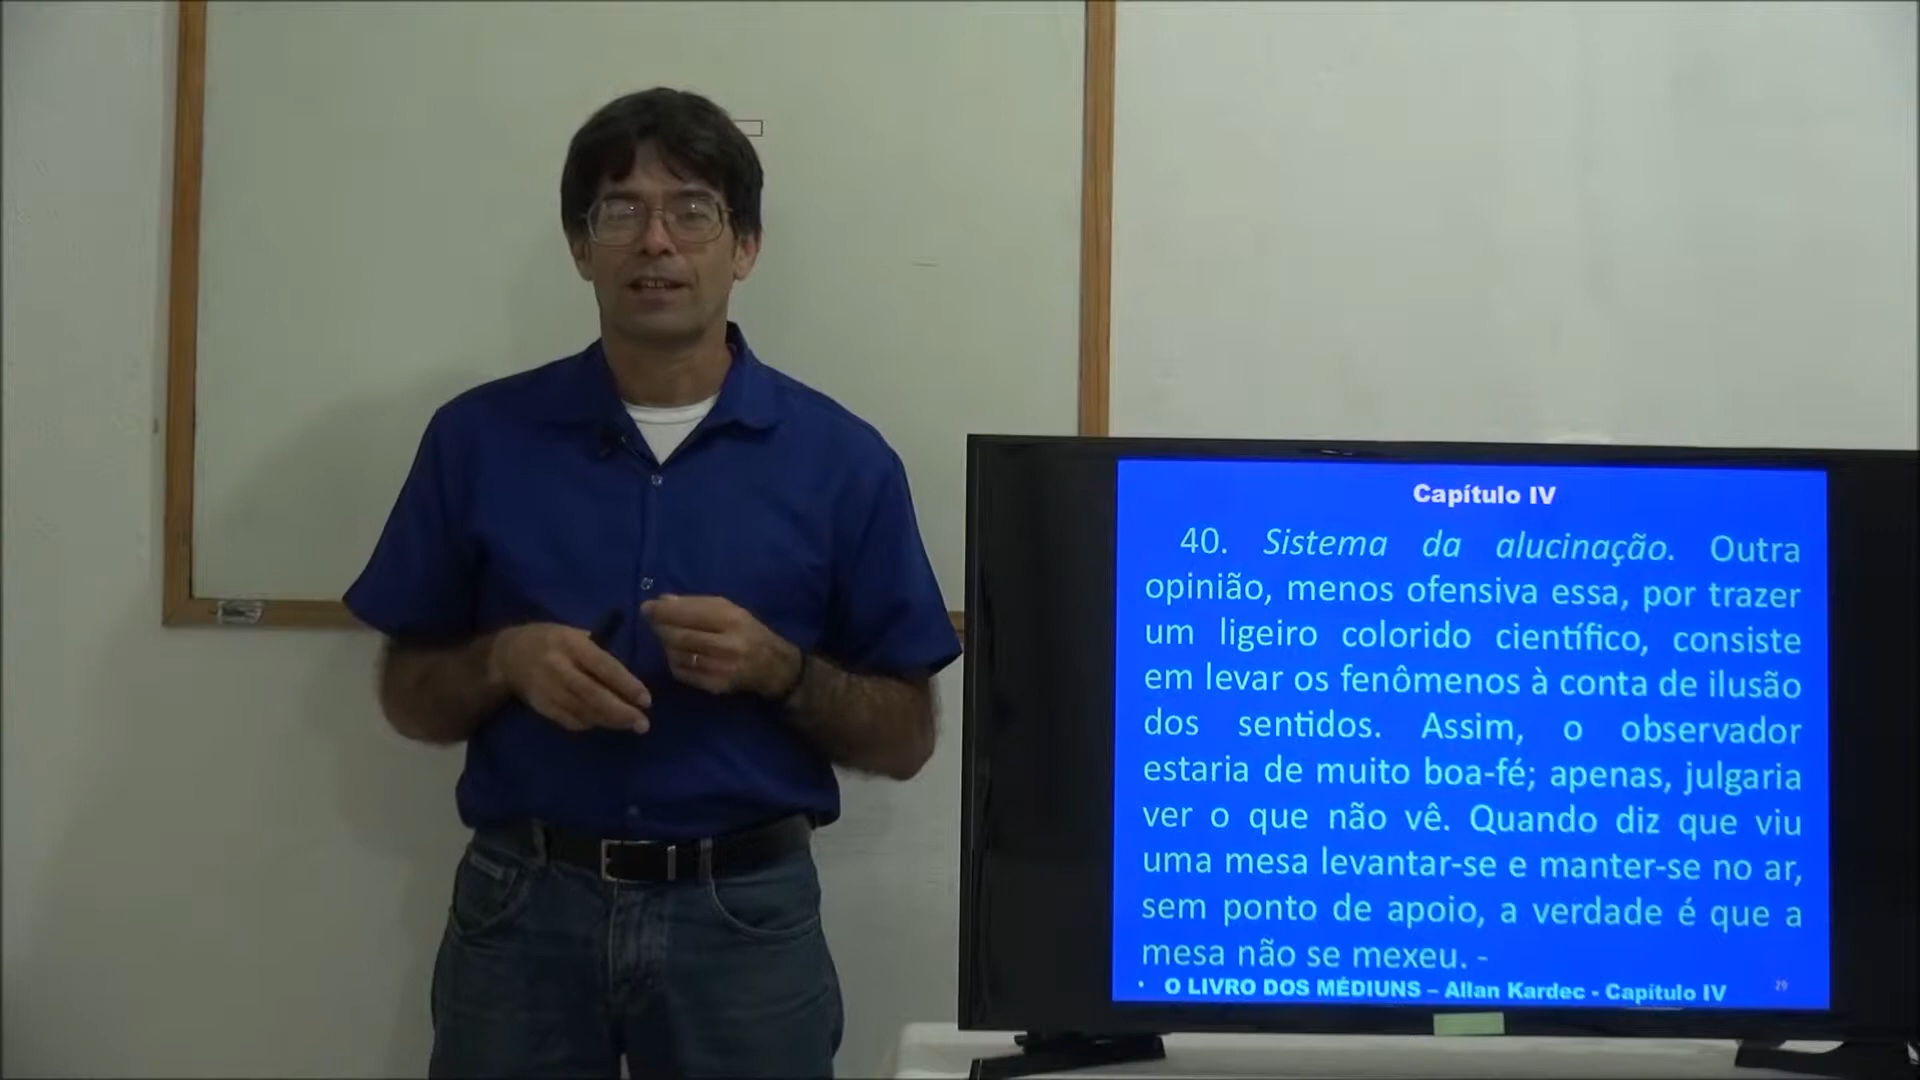 Capítulo IV
40. Sistema da alucinação. Outra
opinião, menos ofensiva essa, por trazer
um ligeiro colorido científico, consiste
em levar os fenômenos à conta de ilusão
dos sentidos. Assim, o observador
estaria de muito boa-fé; apenas, julgaria
ver o que não vê. Quando diz que viu
uma mesa levantar-se e manter-se no ar,
sem ponto de apoio, a verdade é que a
mesa não se mexeu. -
• O LIVRO DOS MÉDIUNS – Allan Kardec - Capítulo IV
29